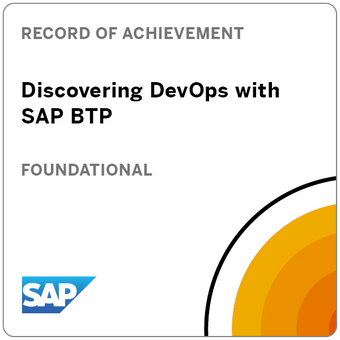 RECORD OF ACHIEVEMENT
Discovering DevOps with
SAP BTP
FOUNDATIONAL
SAP